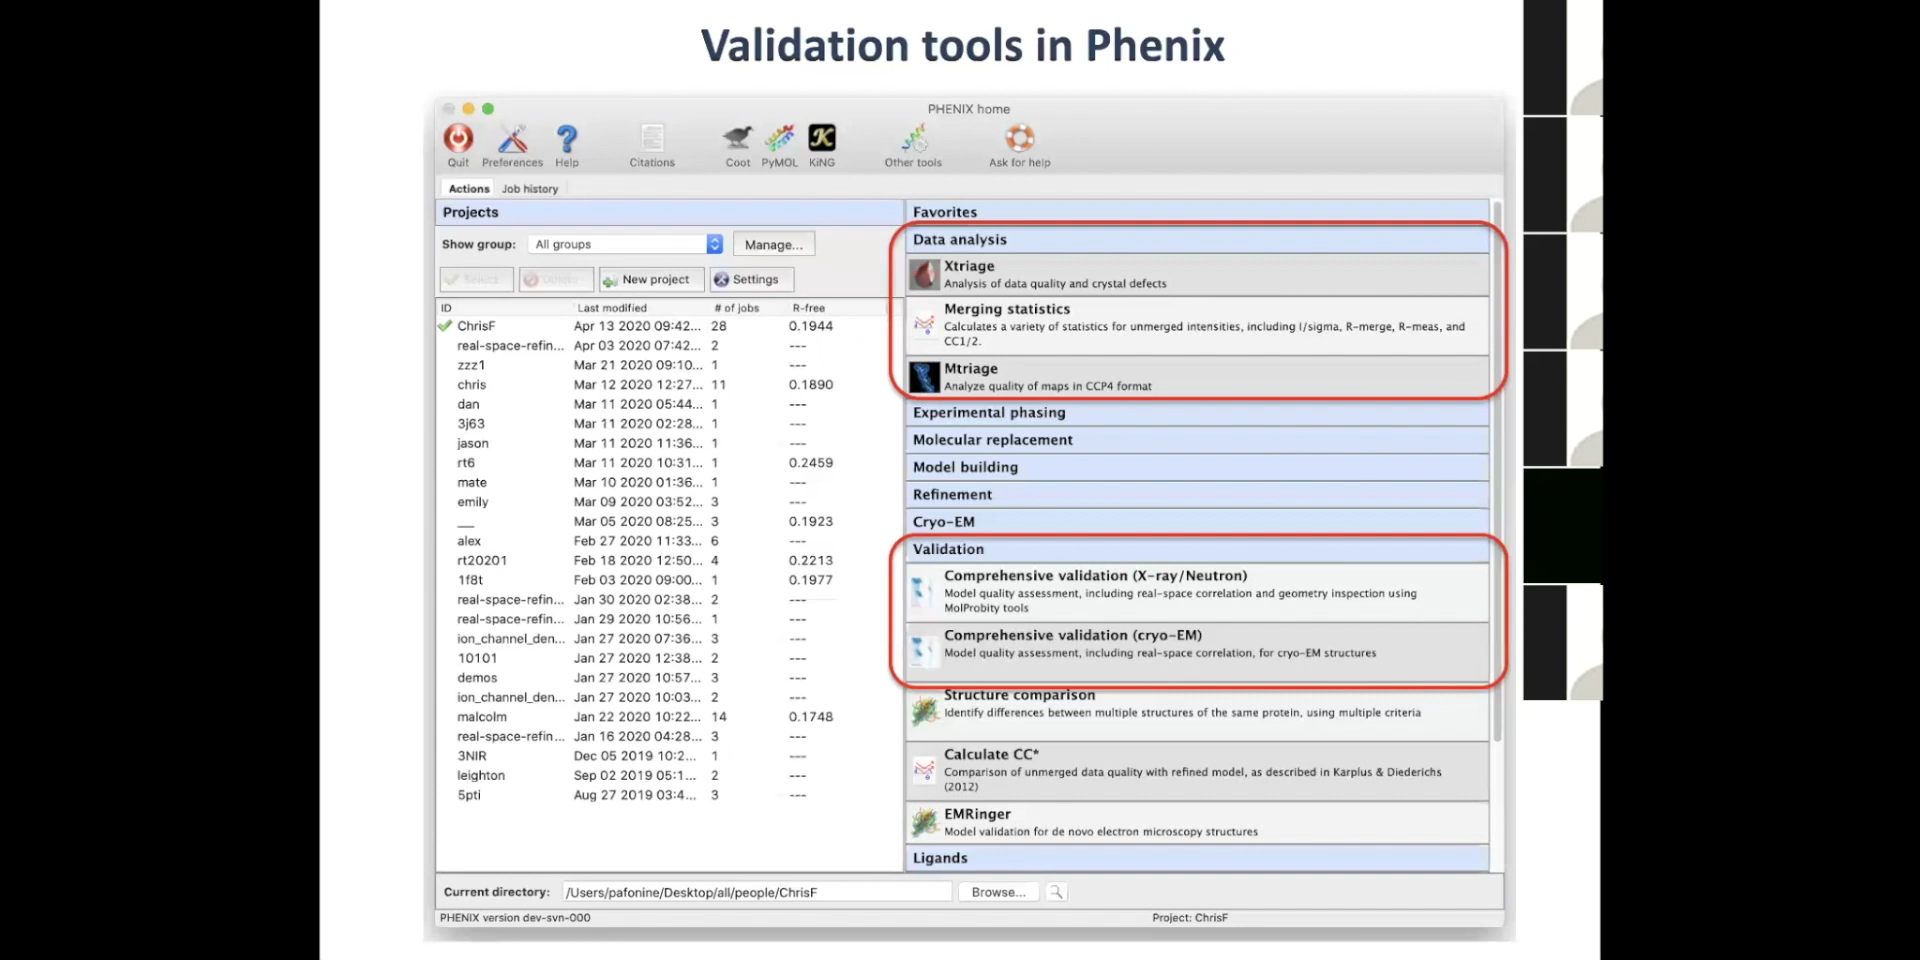 Validation tools in Phenix
PHENIX home
Quit Preferences Help Citations Coot PyMOL KiNG Other tools Ask for help
Actions Job history
Projects
Show group: All groups Manage...
New project Settings
ID Last modified # of jobs R-free
ChrisF Apr 13 2020 09:42... 28 0.1944
real-space-refin... Apr 03 2020 07:42... 2 ---
zzz1 Mar 21 2020 09:10... 1 ---
chris Mar 12 2020 12:27... 11 0.1890
dan Mar 11 2020 05:44... 1 ---
3j63 Mar 11 2020 02:28... 1 ---
jason Mar 11 2020 11:36... 1 ---
rt6 Mar 11 2020 10:31... 1 0.2459
mate Mar 10 2020 01:36... 1 ---
emily Mar 09 2020 03:52... 3 ---
__ Mar 05 2020 08:25... 3 0.1923
alex Feb 27 2020 11:33... 6 ---
rt20201 Feb 18 2020 12:50... 4 0.2213
1f8t Feb 03 2020 09:00... 1 0.1977
real-space-refin... Jan 30 2020 02:38... 2 ---
real-space-refin... Jan 29 2020 10:56... 1 ---
ion_channel_den... Jan 27 2020 07:36... 3 ---
10101 Jan 27 2020 12:38... 2 ---
demos Jan 27 2020 10:57... 3 ---
ion_channel_den... Jan 27 2020 10:03... 2 ---
malcolm Jan 22 2020 10:22... 14 0.1748
real-space-refin... Jan 16 2020 04:28... 3 ---
3NIR Dec 05 2019 10:2... 1 ---
leighton Sep 02 2019 05:1... 2 ---
5pti Aug 27 2019 03:4... 3 ---
Favorites
Data analysis
Xtriage
Analysis of data quality and crystal defects
Merging statistics
Calculates a variety of statistics for unmerged intensities, including I/sigma, R-merge, R-meas, and
CC1/2.
Mtriage
Analyze quality of maps in CCP4 format
Experimental phasing
Molecular replacement
Model building
Refinement
Cryo-EM
Validation
Comprehensive validation (X-ray/Neutron)
Model quality assessment, including real-space correlation and geometry inspection using
MolProbity tools
Comprehensive validation (cryo-EM)
Model quality assessment, including real-space correlation, for cryo-EM structures
Structure comparison
Identify differences between multiple structures of the same protein, using multiple criteria
Calculate CC*
Comparison of unmerged data quality with refined model, as described in Karplus & Diederichs
(2012)
EMRinger
Model validation for de novo electron microscopy structures
Ligands
Current directory: /Users/pafonine/Desktop/all/people/ChrisF Browse...
PHENIX version dev-svn-000 Project: ChrisF